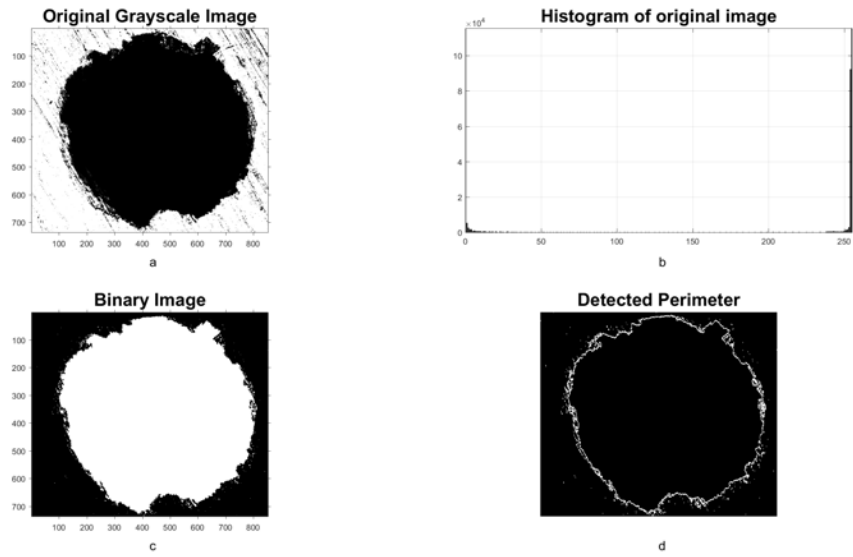 Original Grayscale Image
100
200
300
400
500
600
700
100 200 300 400 500 600 700 800
a
Histogram of original image
×10⁴
10
8
6
4
2
0
0 50 100 150 200 250
b
Binary Image
100
200
300
400
500
600
700
100 200 300 400 500 600 700 800
c
Detected Perimeter
d